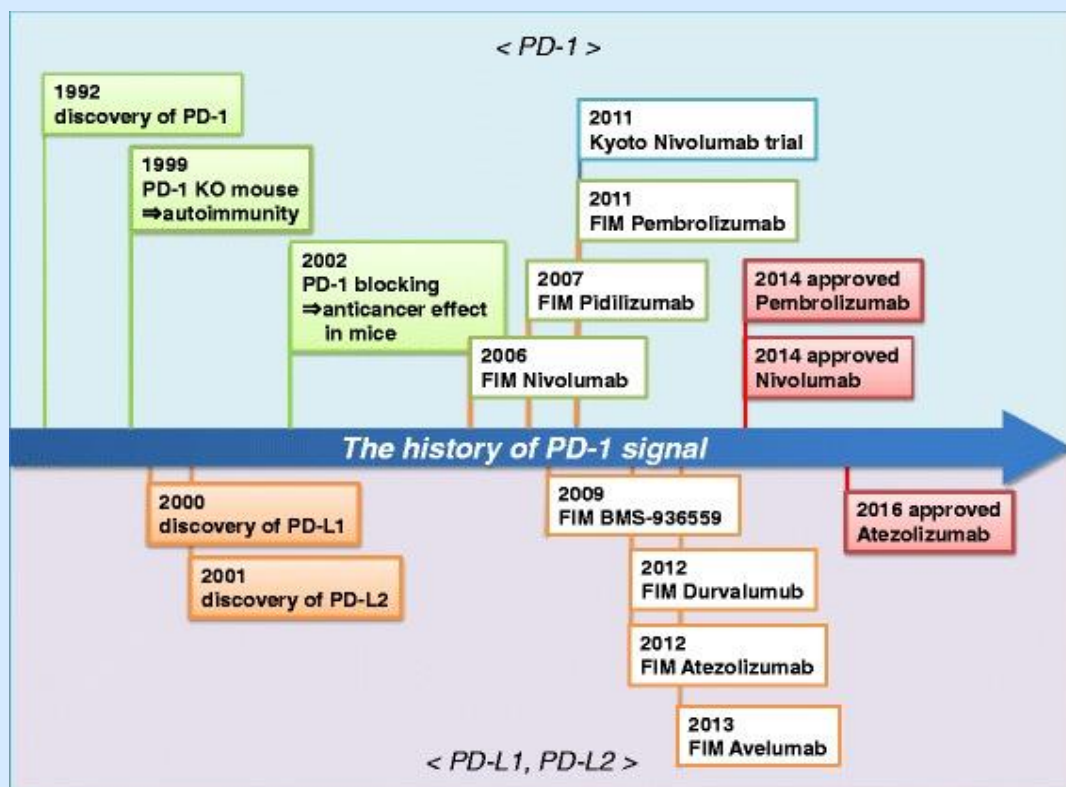 < PD-1 >
1992
discovery of PD-1
1999
PD-1 KO mouse
⇒autoimmunity
2002
PD-1 blocking
⇒anticancer effect
in mice
2006
FIM Nivolumab
2007
FIM Pidilizumab
2011
Kyoto Nivolumab trial
2011
FIM Pembrolizumab
2014 approved
Pembrolizumab
2014 approved
Nivolumab
The history of PD-1 signal
2000
discovery of PD-L1
2001
discovery of PD-L2
2009
FIM BMS-936559
2012
FIM Durvalumub
2012
FIM Atezolizumab
2013
FIM Avelumab
2016 approved
Atezolizumab
< PD-L1, PD-L2 >